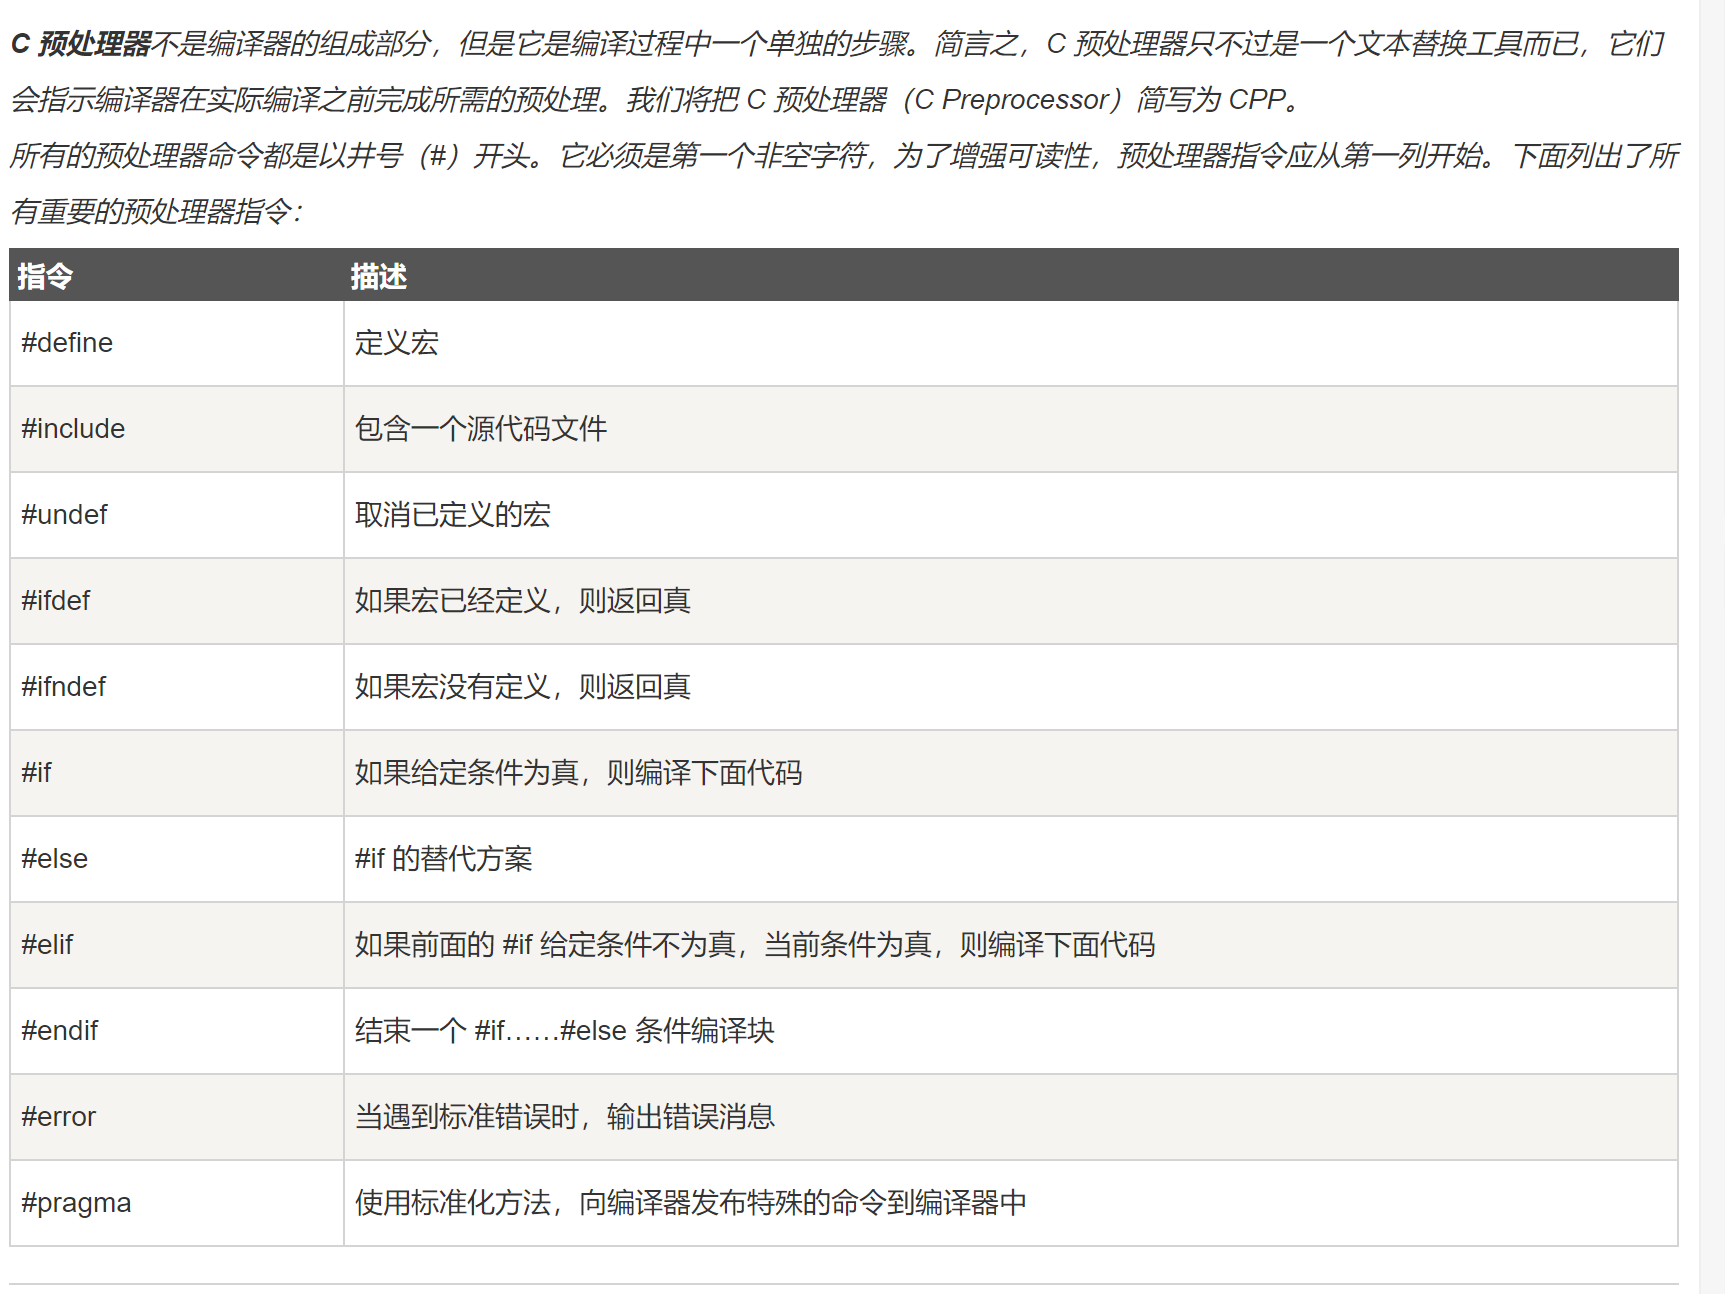 C 预处理器不是编译器的组成部分，但是它是编译过程中一个单独的步骤。简言之，C 预处理器只不过是一个文本替换工具而已，它们
会指示编译器在实际编译之前完成所需的预处理。我们将把 C 预处理器（C Preprocessor）简写为 CPP。
所有的预处理器命令都是以井号（#）开头。它必须是第一个非空字符，为了增强可读性，预处理器指令应从第一列开始。下面列出了所
有重要的预处理器指令：
指令 描述
#define 定义宏
#include 包含一个源代码文件
#undef 取消已定义的宏
#ifdef 如果宏已经定义，则返回真
#ifndef 如果宏没有定义，则返回真
#if 如果给定条件为真，则编译下面代码
#else #if 的替代方案
#elif 如果前面的 #if 给定条件不为真，当前条件为真，则编译下面代码
#endif 结束一个 #if……#else 条件编译块
#error 当遇到标准错误时，输出错误消息
#pragma 使用标准化方法，向编译器发布特殊的命令到编译器中